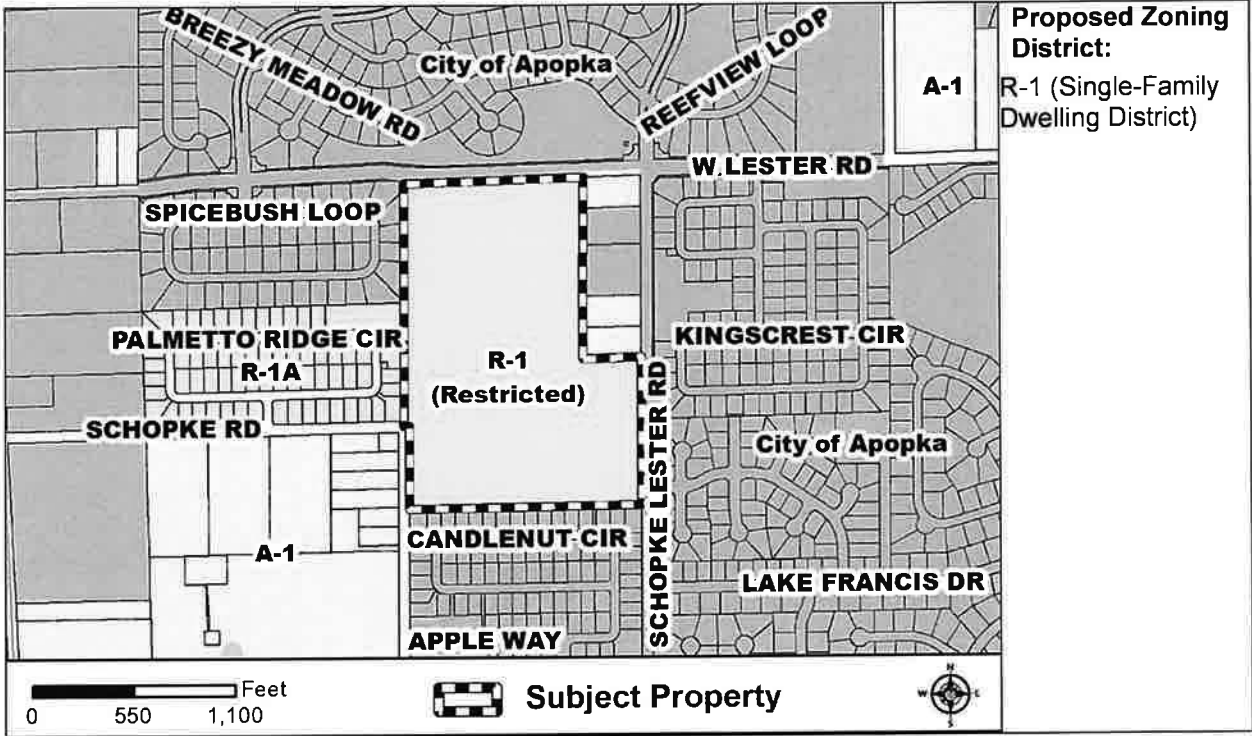 BREEZY MEADOW RD
City of Apopka
REEFVIEW LOOP
A-1
Proposed Zoning
District:
R-1 (Single-Family
Dwelling District)
W LESTER RD
SPICEBUSH LOOP
PALMETTO RIDGE CIR
R-1A
R-1
(Restricted)
KINGSCREST CIR
SCHOPKE RD
SCHOPKE LESTER RD
City of Apopka
CANDLENUT CIR
A-1
LAKE FRANCIS DR
APPLE WAY
Feet
0 550 1,100
Subject Property
N
W E
S